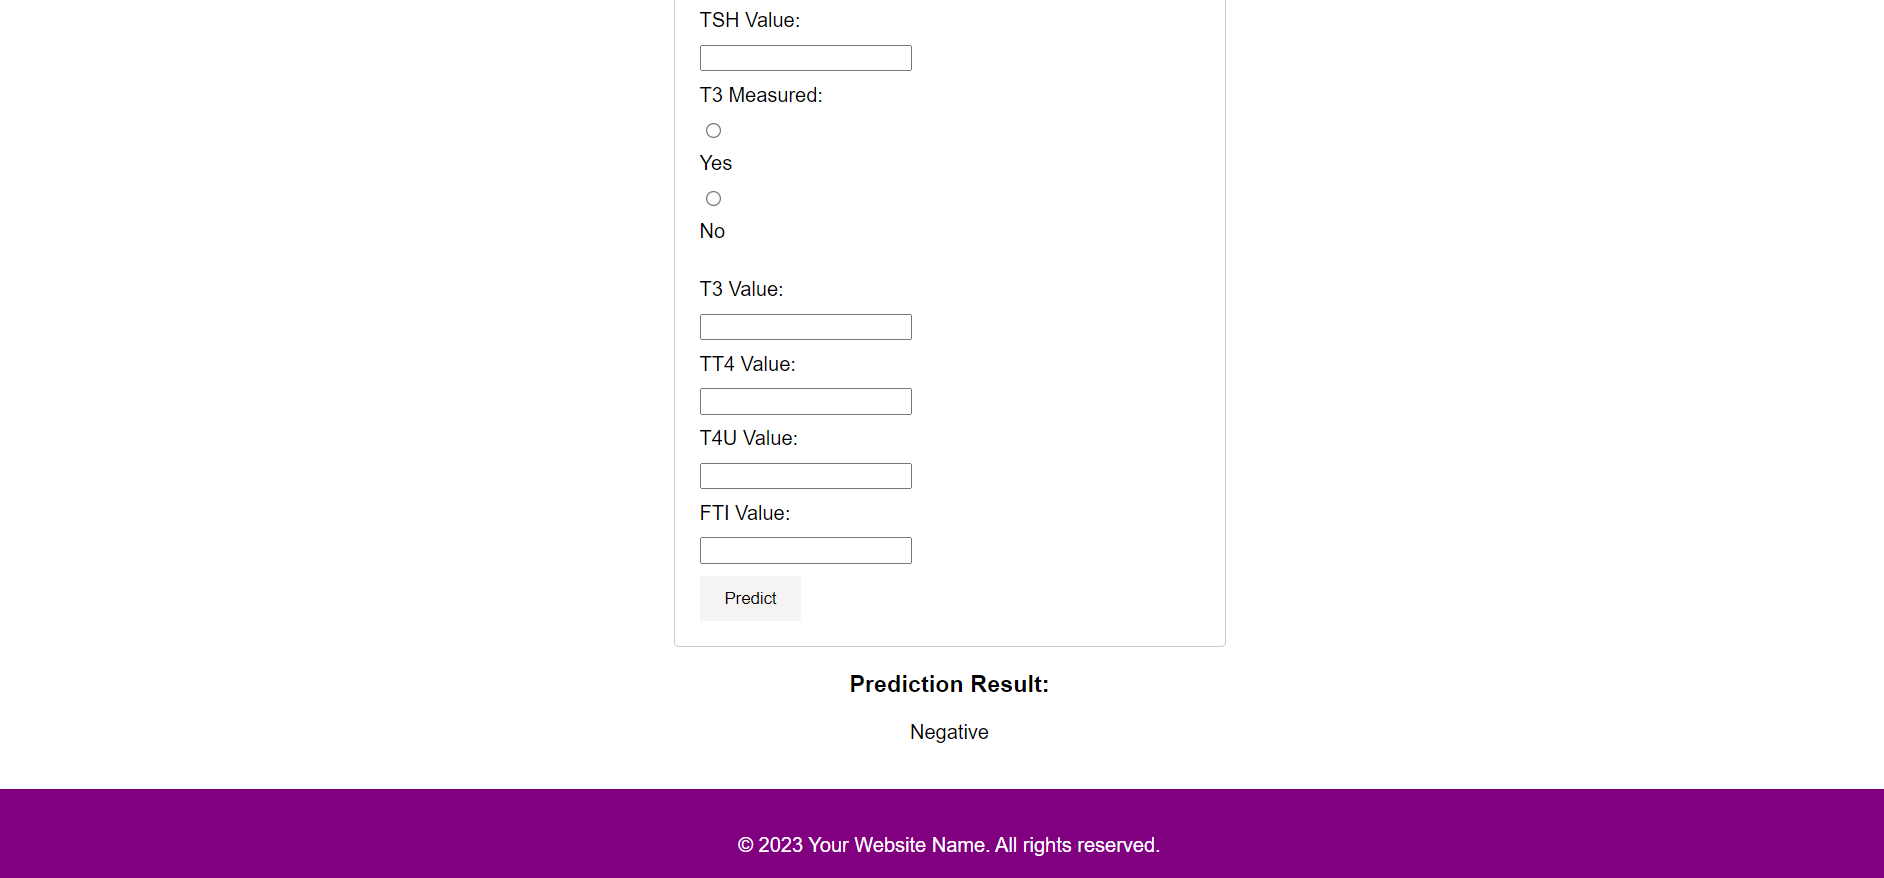 TSH Value:
T3 Measured:
Yes
No
T3 Value:
TT4 Value:
T4U Value:
FTI Value:
Predict
Prediction Result:
Negative
© 2023 Your Website Name. All rights reserved.